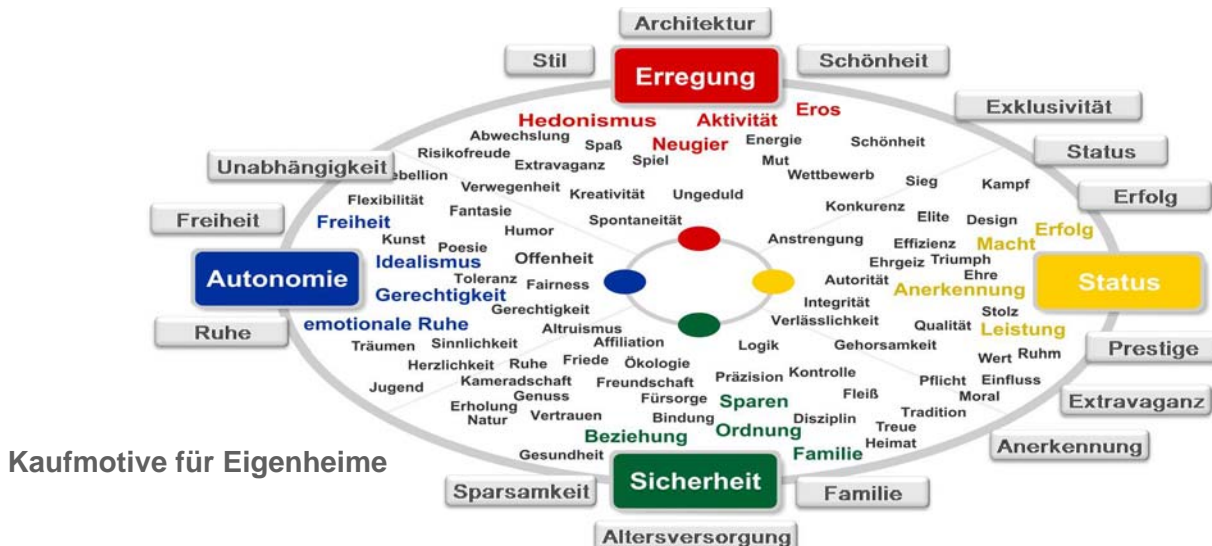 Architektur
Stil
Erregung
Schönheit
Exklusivität
Hedonismus
Aktivität
Eros
Abwechslung
Spaß
Neugier
Energie
Schönheit
Status
Unabhängigkeit
Risikofreude
Extravaganz
Spiel
Mut
Wettbewerb
ebellion
Verwegenheit
Kreativität
Ungeduld
Sieg
Kampf
Erfolg
Flexibilität
Fantasie
Spontaneität
Konkurenz
Elite
Design
Erfolg
Freiheit
Freiheit
Humor
Kunst
Poesie
Anstrengung
Effizienz
Macht
Autonomie
Idealismus
Offenheit
Ehrgeiz
Triumph
Status
Toleranz
Fairness
Autorität
Ehre
Gerechtigkeit
Anerkennung
Gerechtigkeit
Integrität
Stolz
Ruhe
emotionale Ruhe
Altruismus
Verlässlichkeit
Qualität
Leistung
Träumen
Sinnlichkeit
Affiliation
Logik
Gehorsamkeit
Prestige
Herzlichkeit
Ruhe
Friede
Ökologie
Wert
Ruhm
Jugend
Kameradschaft
Freundschaft
Präzision
Kontrolle
Pflicht
Einfluss
Genuss
Fürsorge
Sparen
Fleiß
Moral
Extravaganz
Erholung
Natur
Vertrauen
Bindung
Disziplin
Tradition
Beziehung
Ordnung
Treue
Heimat
Anerkennung
Gesundheit
Familie
Kaufmotive für Eigenheime
Sparsamkeit
Sicherheit
Familie
Altersversorgung